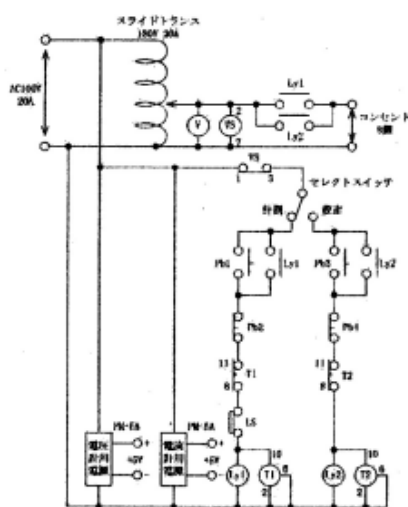 スライドトランス
180V 30A
AC100V
20A
Ly1
2
V
VS
Ly2
7
コンセント
VS
1
3
セレクトスイッチ
Pb1
Ly1
Pb3
Ly2
Pb2
Pb4
11
T1
8
11
T2
8
LS
PM-5A
+
+5V
−
PM-5A
+
+5V
−
10
6
Ly1
T1
2
10
6
Ly2
T2
2